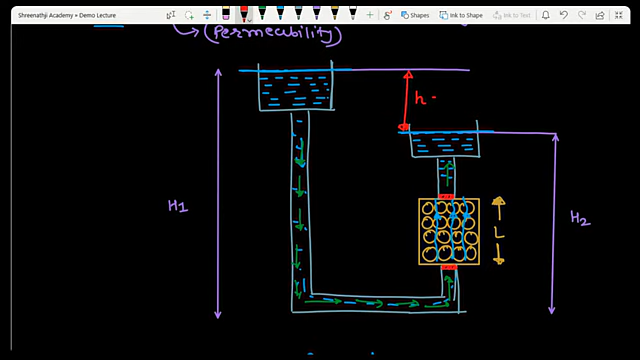 Shreenathji Academy • Demo Lecture
Shapes
Ink to Shape
Ink to Text
(Permeability)
h
H1
L
H2